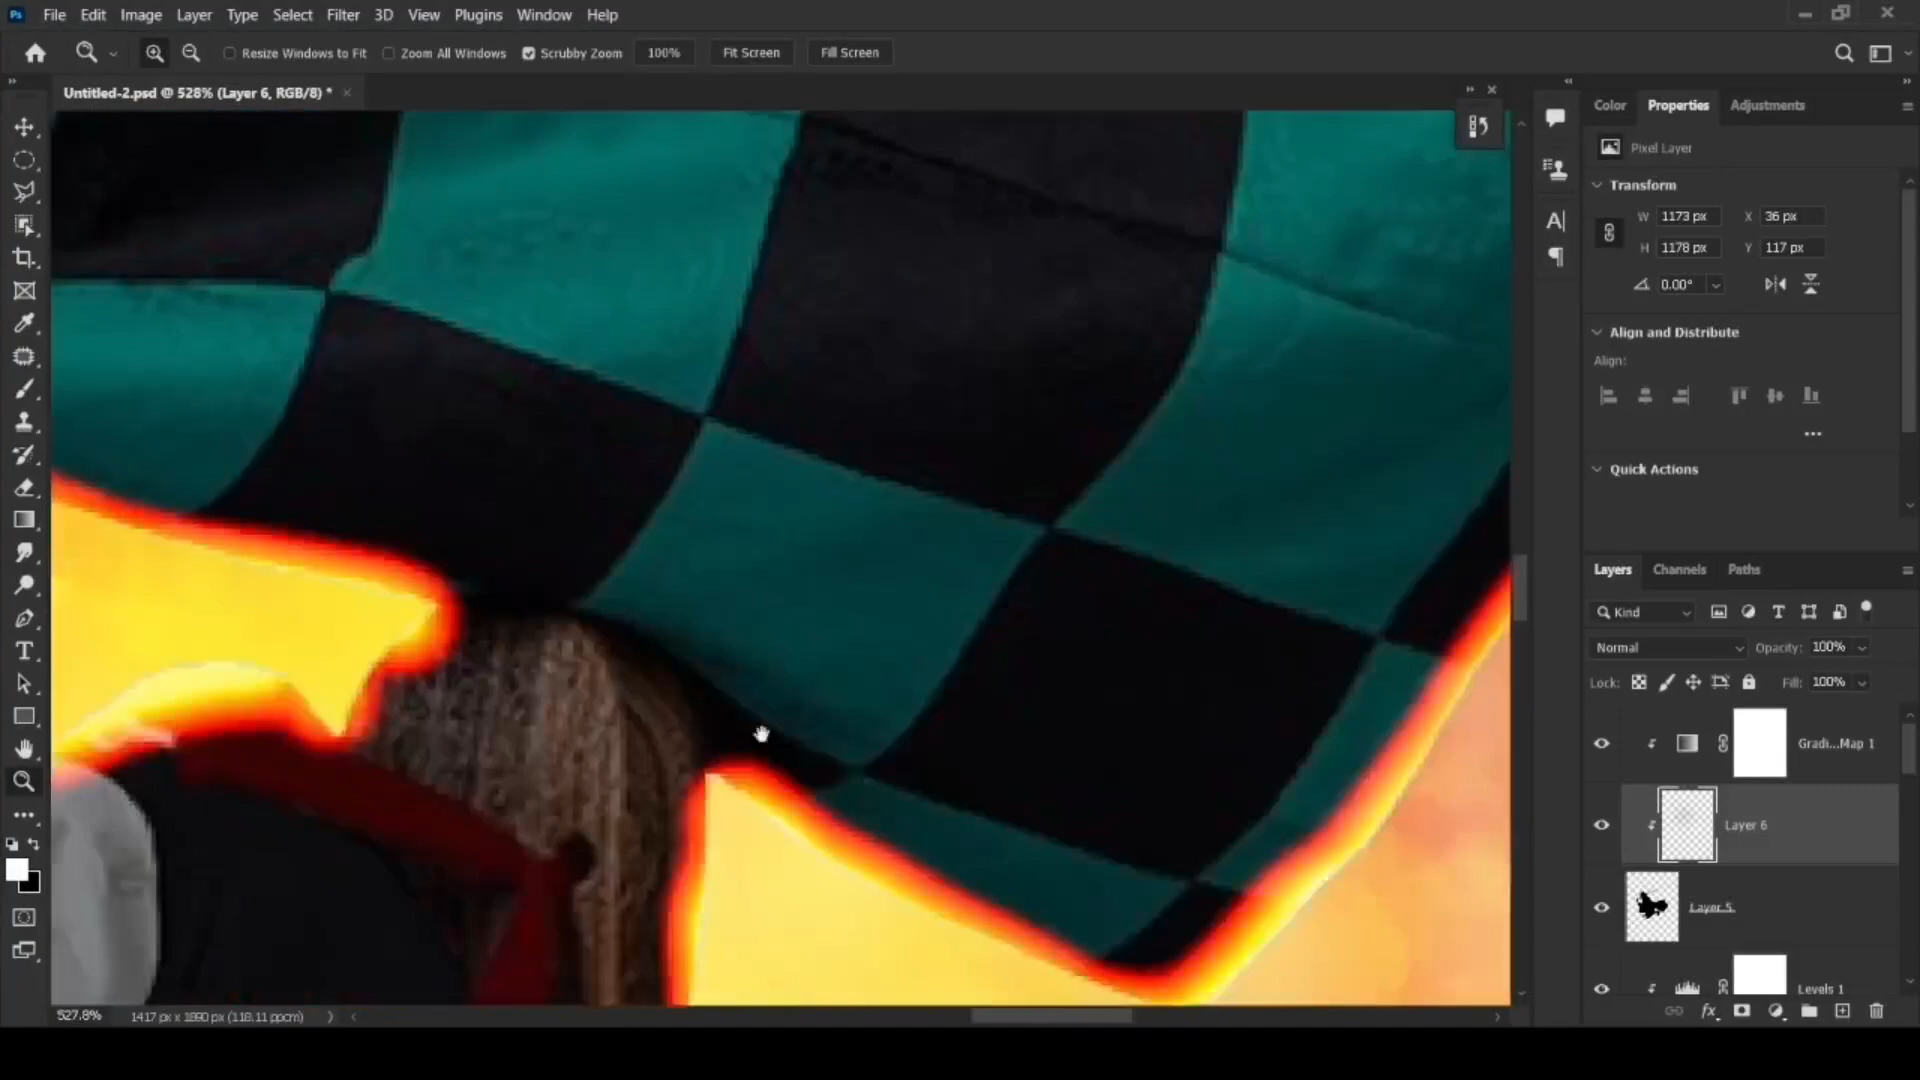 Ps File Edit Image Layer Type Select Filter 3D View Plugins Window Help
Resize Windows to Fit Zoom All Windows Scrubby Zoom 100% Fit Screen Fill Screen
Untitled-2.psd @ 528% (Layer 6, RGB/8) *
Color Properties Adjustments
Pixel Layer
Transform
W 1173 px X 36 px
H 1178 px Y 117 px
0.00°
Align and Distribute
Align:
Quick Actions
Layers Channels Paths
Kind
Normal Opacity: 100%
Lock: Fill: 100%
Gradi...Map 1
Layer 6
Layer 5
Levels 1
527.8% 1417 px x 1890 px (118.11 ppcm)